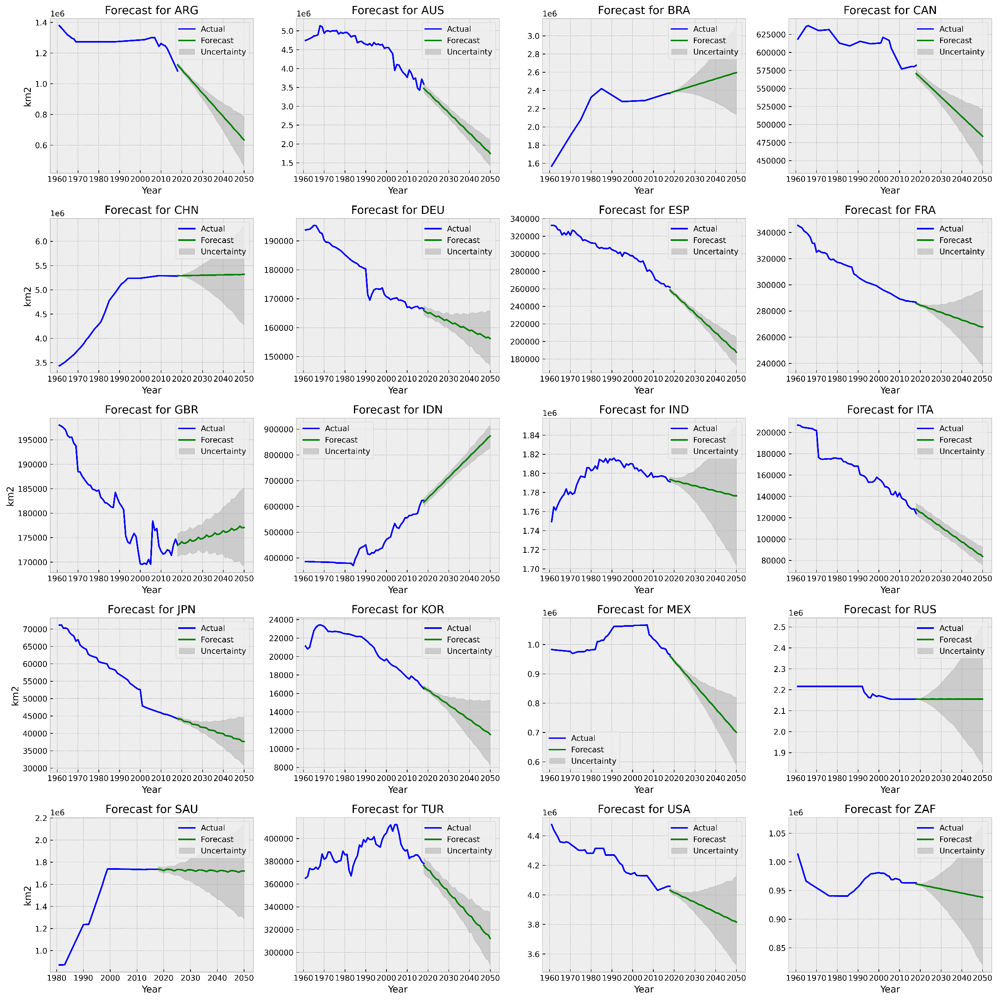 Forecast for ARG
1e6
1.4
1.2
1.0
0.8
0.6
km2
1960 1970 1980 1990 2000 2010 2020 2030 2040 2050
Year
Actual
Forecast
Uncertainty
Forecast for AUS
1e6
5.0
4.5
4.0
3.5
3.0
2.5
2.0
1.5
1960 1970 1980 1990 2000 2010 2020 2030 2040 2050
Year
Actual
Forecast
Uncertainty
Forecast for BRA
1e6
3.0
2.8
2.6
2.4
2.2
2.0
1.8
1.6
1960 1970 1980 1990 2000 2010 2020 2030 2040 2050
Year
Actual
Forecast
Uncertainty
Forecast for CAN
625000
600000
575000
550000
525000
500000
475000
450000
1960 1970 1980 1990 2000 2010 2020 2030 2040 2050
Year
Actual
Forecast
Uncertainty
Forecast for CHN
1e6
6.0
5.5
5.0
4.5
4.0
3.5
km2
1960 1970 1980 1990 2000 2010 2020 2030 2040 2050
Year
Actual
Forecast
Uncertainty
Forecast for DEU
190000
180000
170000
160000
150000
1960 1970 1980 1990 2000 2010 2020 2030 2040 2050
Year
Actual
Forecast
Uncertainty
Forecast for ESP
340000
320000
300000
280000
260000
240000
220000
200000
180000
1960 1970 1980 1990 2000 2010 2020 2030 2040 2050
Year
Actual
Forecast
Uncertainty
Forecast for FRA
340000
320000
300000
280000
260000
240000
1960 1970 1980 1990 2000 2010 2020 2030 2040 2050
Year
Actual
Forecast
Uncertainty
Forecast for GBR
195000
190000
185000
180000
175000
170000
km2
1960 1970 1980 1990 2000 2010 2020 2030 2040 2050
Year
Actual
Forecast
Uncertainty
Forecast for IDN
900000
800000
700000
600000
500000
400000
1960 1970 1980 1990 2000 2010 2020 2030 2040 2050
Year
Actual
Forecast
Uncertainty
Forecast for IND
1e6
1.84
1.82
1.80
1.78
1.76
1.74
1.72
1.70
1960 1970 1980 1990 2000 2010 2020 2030 2040 2050
Year
Actual
Forecast
Uncertainty
Forecast for ITA
200000
180000
160000
140000
120000
100000
80000
1960 1970 1980 1990 2000 2010 2020 2030 2040 2050
Year
Actual
Forecast
Uncertainty
Forecast for JPN
70000
65000
60000
55000
50000
45000
40000
35000
30000
km2
1960 1970 1980 1990 2000 2010 2020 2030 2040 2050
Year
Actual
Forecast
Uncertainty
Forecast for KOR
24000
22000
20000
18000
16000
14000
12000
10000
8000
1960 1970 1980 1990 2000 2010 2020 2030 2040 2050
Year
Actual
Forecast
Uncertainty
Forecast for MEX
1e6
1.0
0.9
0.8
0.7
0.6
1960 1970 1980 1990 2000 2010 2020 2030 2040 2050
Year
Actual
Forecast
Uncertainty
Forecast for RUS
1e6
2.5
2.4
2.3
2.2
2.1
2.0
1.9
1960 1970 1980 1990 2000 2010 2020 2030 2040 2050
Year
Actual
Forecast
Uncertainty
Forecast for SAU
1e6
2.2
2.0
1.8
1.6
1.4
1.2
1.0
km2
1980 1990 2000 2010 2020 2030 2040 2050
Year
Actual
Forecast
Uncertainty
Forecast for TUR
400000
380000
360000
340000
320000
300000
1960 1970 1980 1990 2000 2010 2020 2030 2040 2050
Year
Actual
Forecast
Uncertainty
Forecast for USA
1e6
4.4
4.2
4.0
3.8
3.6
1960 1970 1980 1990 2000 2010 2020 2030 2040 2050
Year
Actual
Forecast
Uncertainty
Forecast for ZAF
1e6
1.05
1.00
0.95
0.90
0.85
1960 1970 1980 1990 2000 2010 2020 2030 2040 2050
Year
Actual
Forecast
Uncertainty